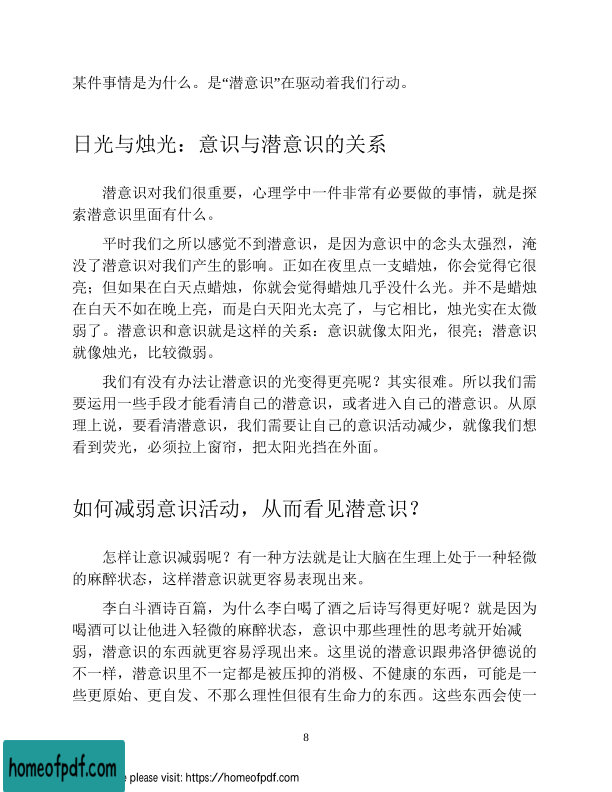 某件事情是为什么。是“潜意识”在驱动着我们行动。
日光与烛光：意识与潜意识的关系
潜意识对我们很重要，心理学中一件非常有必要做的事情，就是探
索潜意识里面有什么。
平时我们之所以感觉不到潜意识，是因为意识中的念头太强烈，淹
没了潜意识对我们产生的影响。正如在夜里点一支蜡烛，你会觉得它很
亮；但如果在白天点蜡烛，你就会觉得蜡烛几乎没什么光。并不是蜡烛
在白天不如在晚上亮，而是白天阳光太亮了，与它相比，烛光实在太微
弱了。潜意识和意识就是这样的关系：意识就像太阳光，很亮；潜意识
就像烛光，比较微弱。
我们有没有办法让潜意识的光变得更亮呢？其实很难。所以我们需
要运用一些手段才能看清自己的潜意识，或者进入自己的潜意识。从原
理上说，要看清潜意识，我们需要让自己的意识活动减少，就像我们想
看到荧光，必须拉上窗帘，把太阳光挡在外面。
如何减弱意识活动，从而看见潜意识？
怎样让意识减弱呢？有一种方法就是让大脑在生理上处于一种轻微
的麻醉状态，这样潜意识就更容易表现出来。
李白斗酒诗百篇，为什么李白喝了酒之后诗写得更好呢？就是因为
喝酒可以让他进入轻微的麻醉状态，意识中那些理性的思考就开始减
弱，潜意识的东西就更容易浮现出来。这里说的潜意识跟弗洛伊德说的
不一样，潜意识里不一定都是被压抑的消极、不健康的东西，可能是一
些更原始、更自发、不那么理性但很有生命力的东西。这些东西会使一
8
homeofpdf.com
e please visit: https://homeofpdf.com